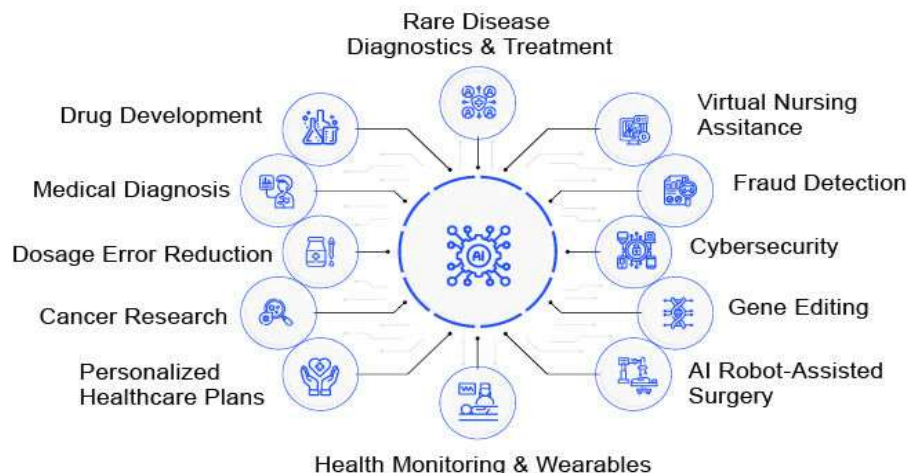 Rare Disease
Diagnostics & Treatment
Drug Development
Virtual Nursing
Assitance
Medical Diagnosis
Fraud Detection
Dosage Error Reduction
AI
Cybersecurity
Cancer Research
Gene Editing
Personalized
Healthcare Plans
AI Robot-Assisted
Surgery
Health Monitoring & Wearables